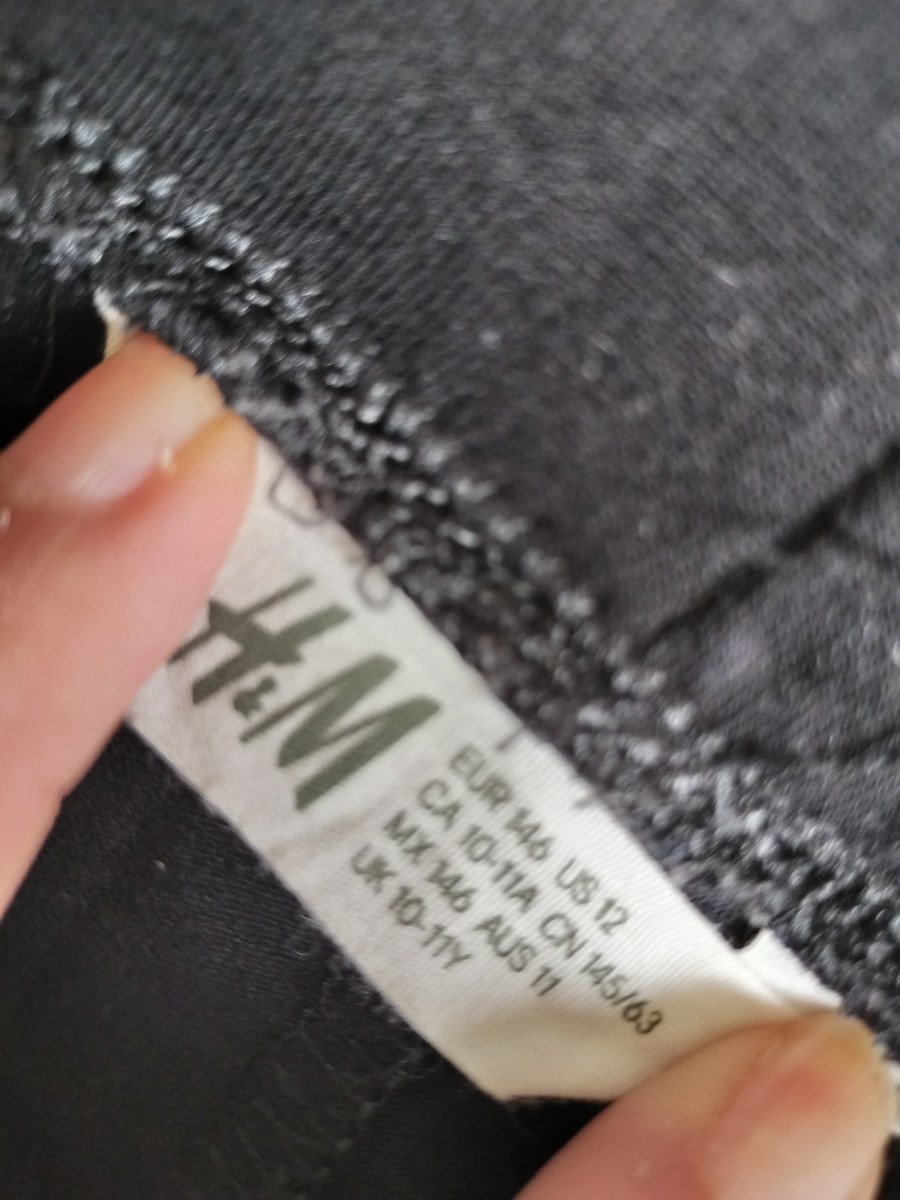 H&M
EUR 146 US 12
CA 10-11A CN 145/63
MX 146 AUS 11
UK 10-11Y